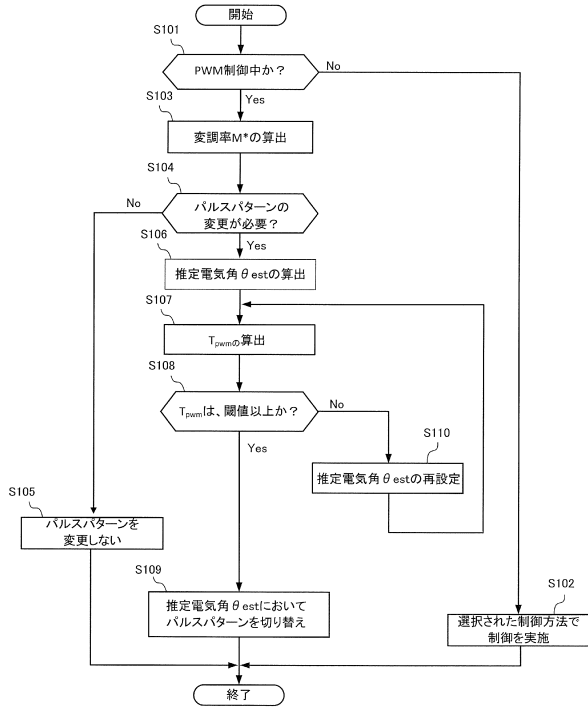 開始
S101
PWM制御中か？
No
Yes
S103
変調率M*の算出
S104
パルスパターンの
変更が必要？
No
Yes
S106
推定電気角θestの算出
S107
Tpwmの算出
S108
Tpwmは、閾値以上か？
No
Yes
S110
推定電気角θestの再設定
S105
パルスパターンを
変更しない
S109
推定電気角θestにおいて
パルスパターンを切り替え
S102
選択された制御方法で
制御を実施
終了